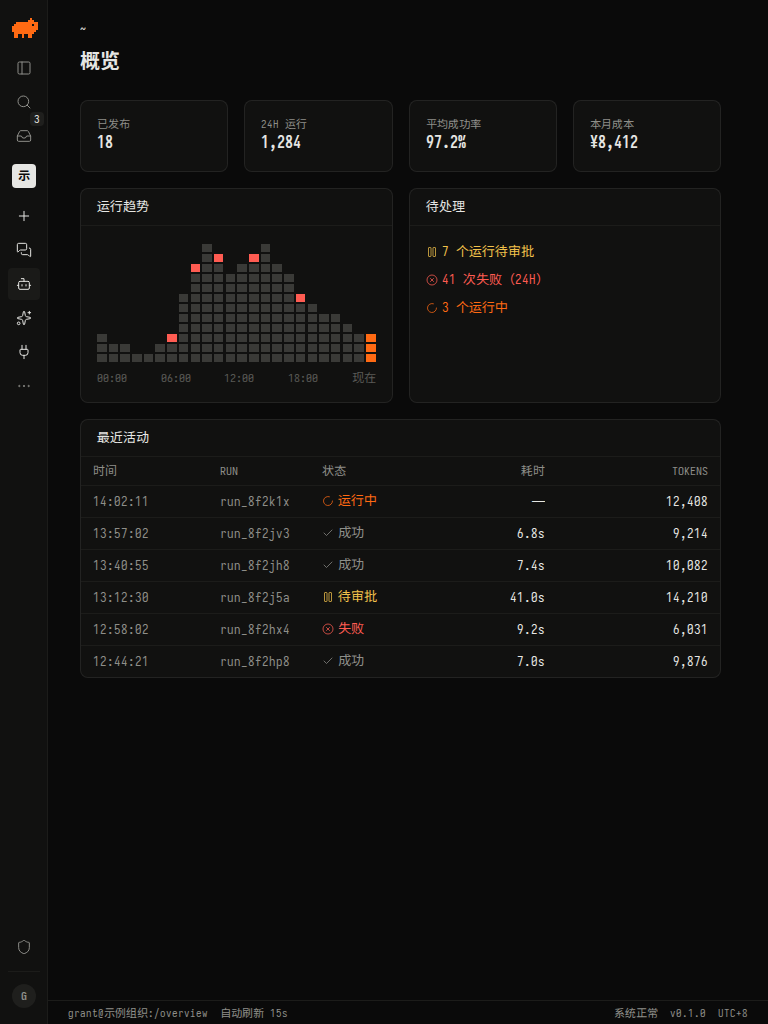 ~
概览
3
示
已发布
18
24H 运行
1,284
平均成功率
97.2%
本月成本
¥8,412
运行趋势
00:00 06:00 12:00 18:00 现在
待处理
7 个运行待审批
41 次失败 (24H)
3 个运行中
最近活动
时间 RUN 状态 耗时 TOKENS
14:02:11 run_8f2k1x 运行中 — 12,408
13:57:02 run_8f2jv3 成功 6.8s 9,214
13:40:55 run_8f2jh8 成功 7.4s 10,082
13:12:30 run_8f2j5a 待审批 41.0s 14,210
12:58:02 run_8f2hx4 失败 9.2s 6,031
12:44:21 run_8f2hp8 成功 7.0s 9,876
G
grant@示例组织:/overview 自动刷新 15s 系统正常 v0.1.0 UTC+8